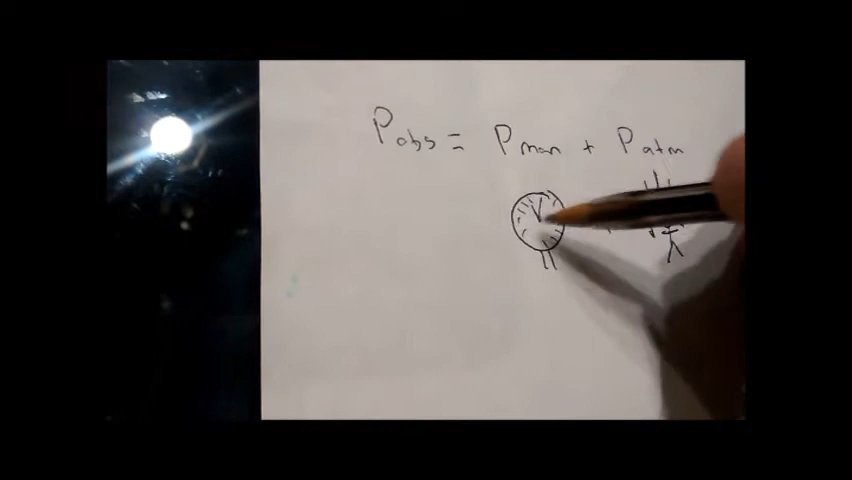 Pabs = Pman + Patm